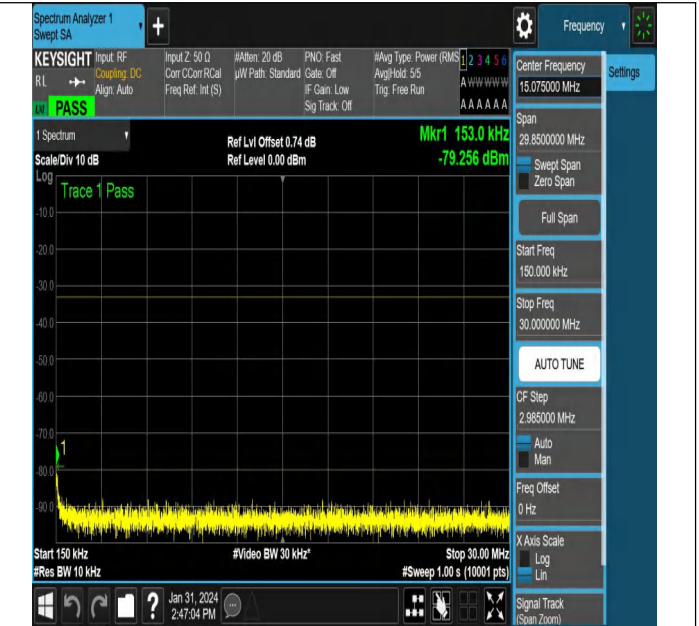 Spectrum Analyzer 1
Swept SA
+
Frequency
KEYSIGHT
RL
LXI PASS
Input: RF
Coupling: DC
Align: Auto
Input Z: 50 Ω
Corr CCorr RCal
Freq Ref: Int (S)
#Atten: 20 dB
µW Path: Standard
PNO: Fast
Gate: Off
IF Gain: Low
Sig Track: Off
#Avg Type: Power (RMS
Avg|Hold: 5/5
Trig: Free Run
1 2 3 4 5 6
A W W W W W
A A A A A A
Center Frequency
15.075000 MHz
Settings
Span
29.8500000 MHz
Swept Span
Zero Span
Full Span
Start Freq
150.000 kHz
Stop Freq
30.000000 MHz
AUTO TUNE
CF Step
2.985000 MHz
Auto
Man
Freq Offset
0 Hz
X Axis Scale
Log
Lin
Signal Track
(Span Zoom)
1 Spectrum
Scale/Div 10 dB
Ref Lvl Offset 0.74 dB
Ref Level 0.00 dBm
Mkr1 153.0 kHz
-79.256 dBm
Log
Trace 1 Pass
-10.0
-20.0
-30.0
-40.0
-50.0
-60.0
-70.0
1
-80.0
-90.0
Start 150 kHz
#Video BW 30 kHz*
Stop 30.00 MHz
#Res BW 10 kHz
#Sweep 1.00 s (10001 pts)
?
Jan 31, 2024
2:47:04 PM